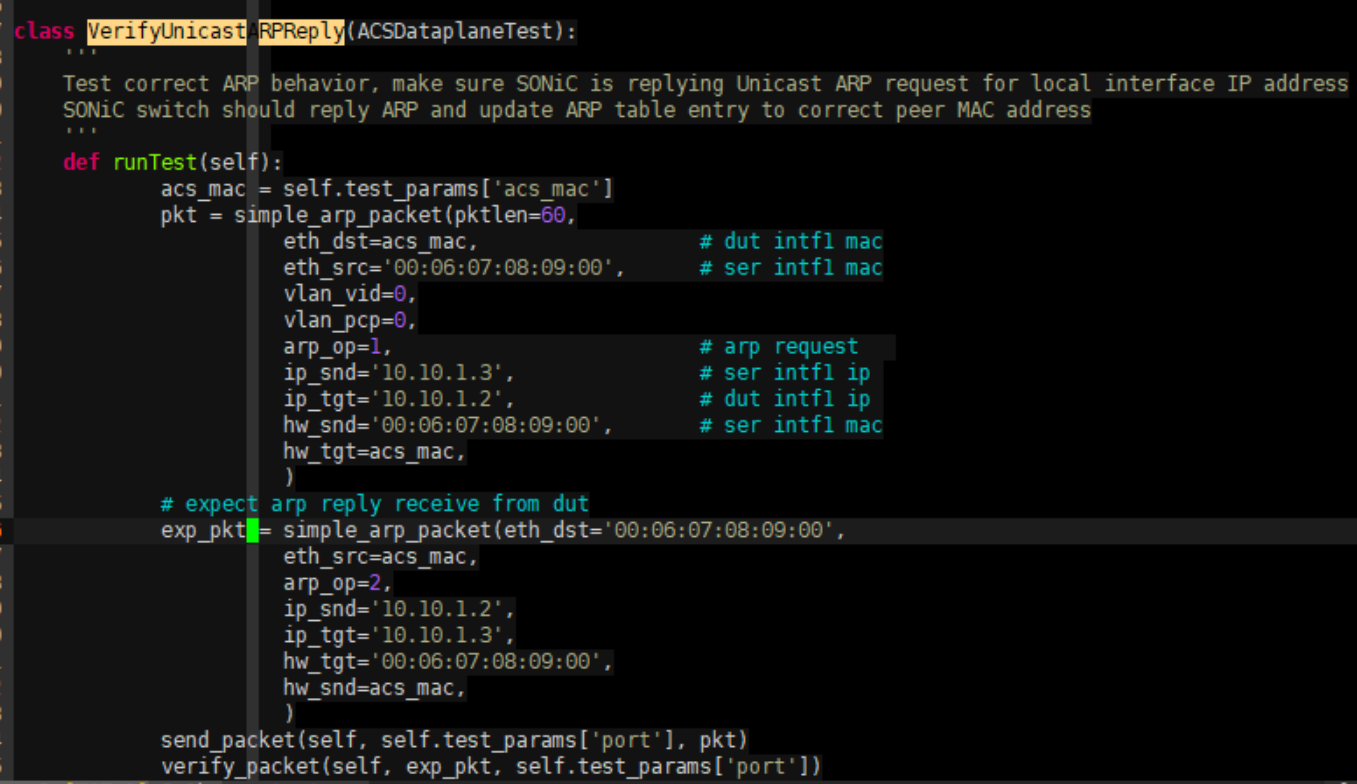 class VerifyUnicastARPReply(ACSDataplaneTest):
    '''
    Test correct ARP behavior, make sure SONiC is replying Unicast ARP request for local interface IP address
    SONiC switch should reply ARP and update ARP table entry to correct peer MAC address
    '''
    def runTest(self):
            acs_mac = self.test_params['acs_mac']
            pkt = simple_arp_packet(pktlen=60,
                      eth_dst=acs_mac,                  # dut intf1 mac
                      eth_src='00:06:07:08:09:00',      # ser intf1 mac
                      vlan_vid=0,
                      vlan_pcp=0,
                      arp_op=1,                         # arp request
                      ip_snd='10.10.1.3',               # ser intf1 ip
                      ip_tgt='10.10.1.2',               # dut intf1 ip
                      hw_snd='00:06:07:08:09:00',       # ser intf1 mac
                      hw_tgt=acs_mac,
                      )
            # expect arp reply receive from dut
            exp_pkt = simple_arp_packet(eth_dst='00:06:07:08:09:00',
                      eth_src=acs_mac,
                      arp_op=2,
                      ip_snd='10.10.1.2',
                      ip_tgt='10.10.1.3',
                      hw_tgt='00:06:07:08:09:00',
                      hw_snd=acs_mac,
                      )
            send_packet(self, self.test_params['port'], pkt)
            verify_packet(self, exp_pkt, self.test_params['port'])